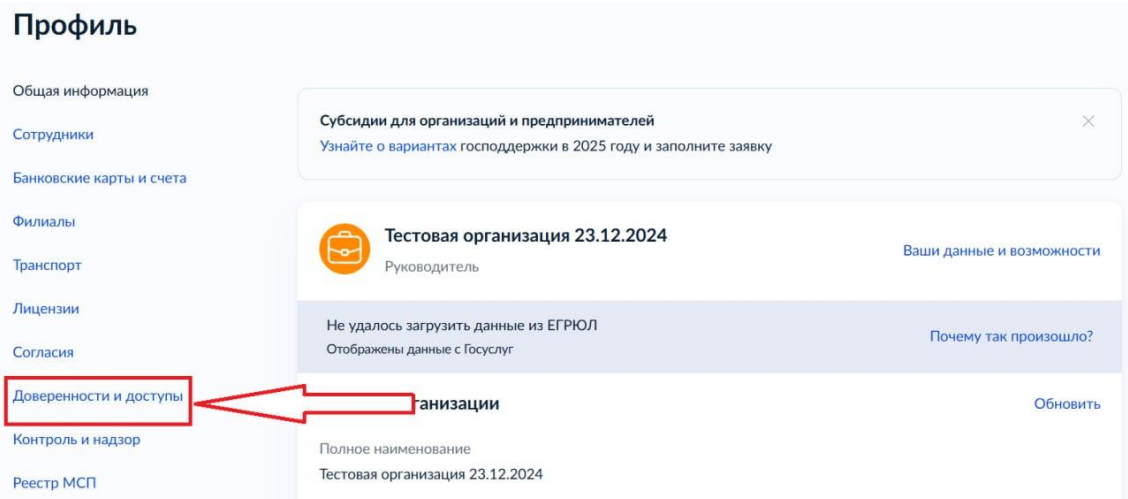 Профиль
Общая информация
Сотрудники
Банковские карты и счета
Филиалы
Транспорт
Лицензии
Согласия
Доверенности и доступы
Контроль и надзор
Реестр МСП
Субсидии для организаций и предпринимателей
Узнайте о вариантах господдержки в 2025 году и заполните заявку
Тестовая организация 23.12.2024
Руководитель
Ваши данные и возможности
Не удалось загрузить данные из ЕГРЮЛ
Отображены данные с Госуслуг
Почему так произошло?
ганизации
Обновить
Полное наименование
Тестовая организация 23.12.2024